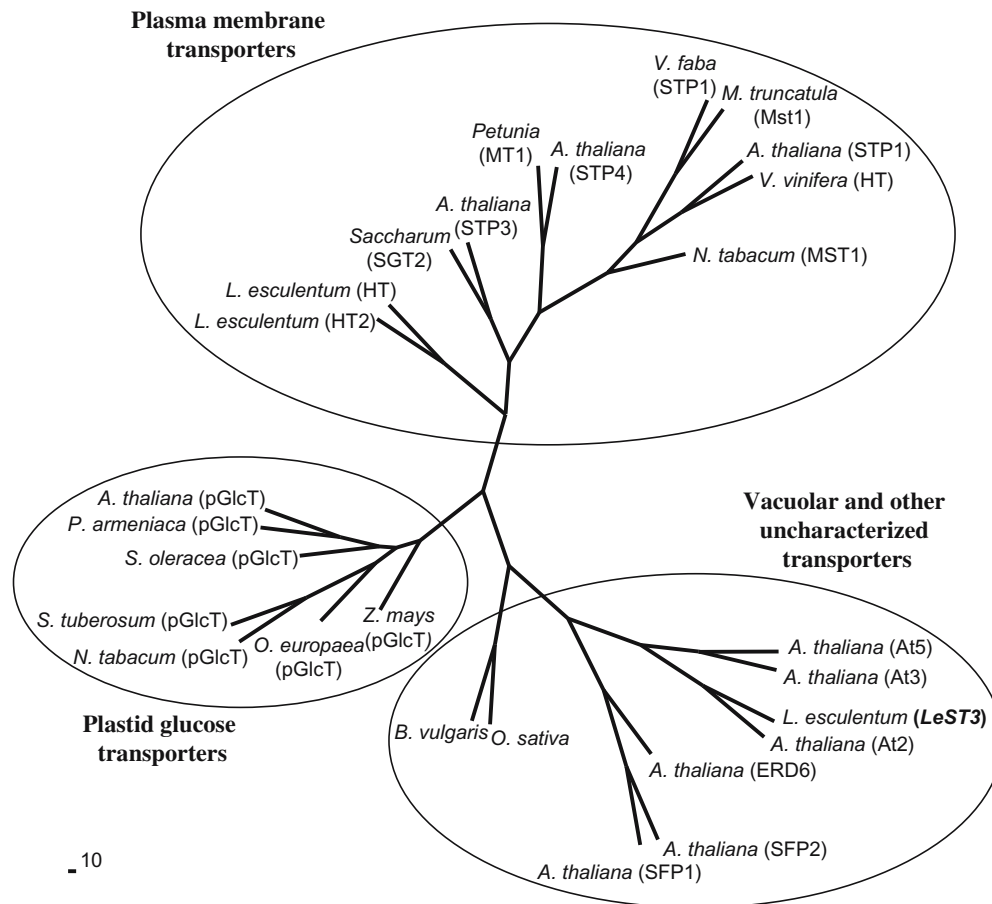 Plasma membrane
transporters
V. faba
(STP1)
M. truncatula
(Mst1)
Petunia
(MT1)
A. thaliana
(STP4)
A. thaliana (STP1)
V. vinifera (HT)
A. thaliana
(STP3)
Saccharum
(SGT2)
N. tabacum (MST1)
L. esculentum (HT)
L. esculentum (HT2)
A. thaliana (pGlcT)
P. armeniaca (pGlcT)
S. oleracea (pGlcT)
S. tuberosum (pGlcT)
N. tabacum (pGlcT)
O. europaea
(pGlcT)
Z. mays
(pGlcT)
Plastid glucose
transporters
Vacuolar and other
uncharacterized
transporters
A. thaliana (At5)
A. thaliana (At3)
L. esculentum (LeST3)
A. thaliana (At2)
B. vulgaris
O. sativa
A. thaliana (ERD6)
A. thaliana (SFP2)
A. thaliana (SFP1)
10